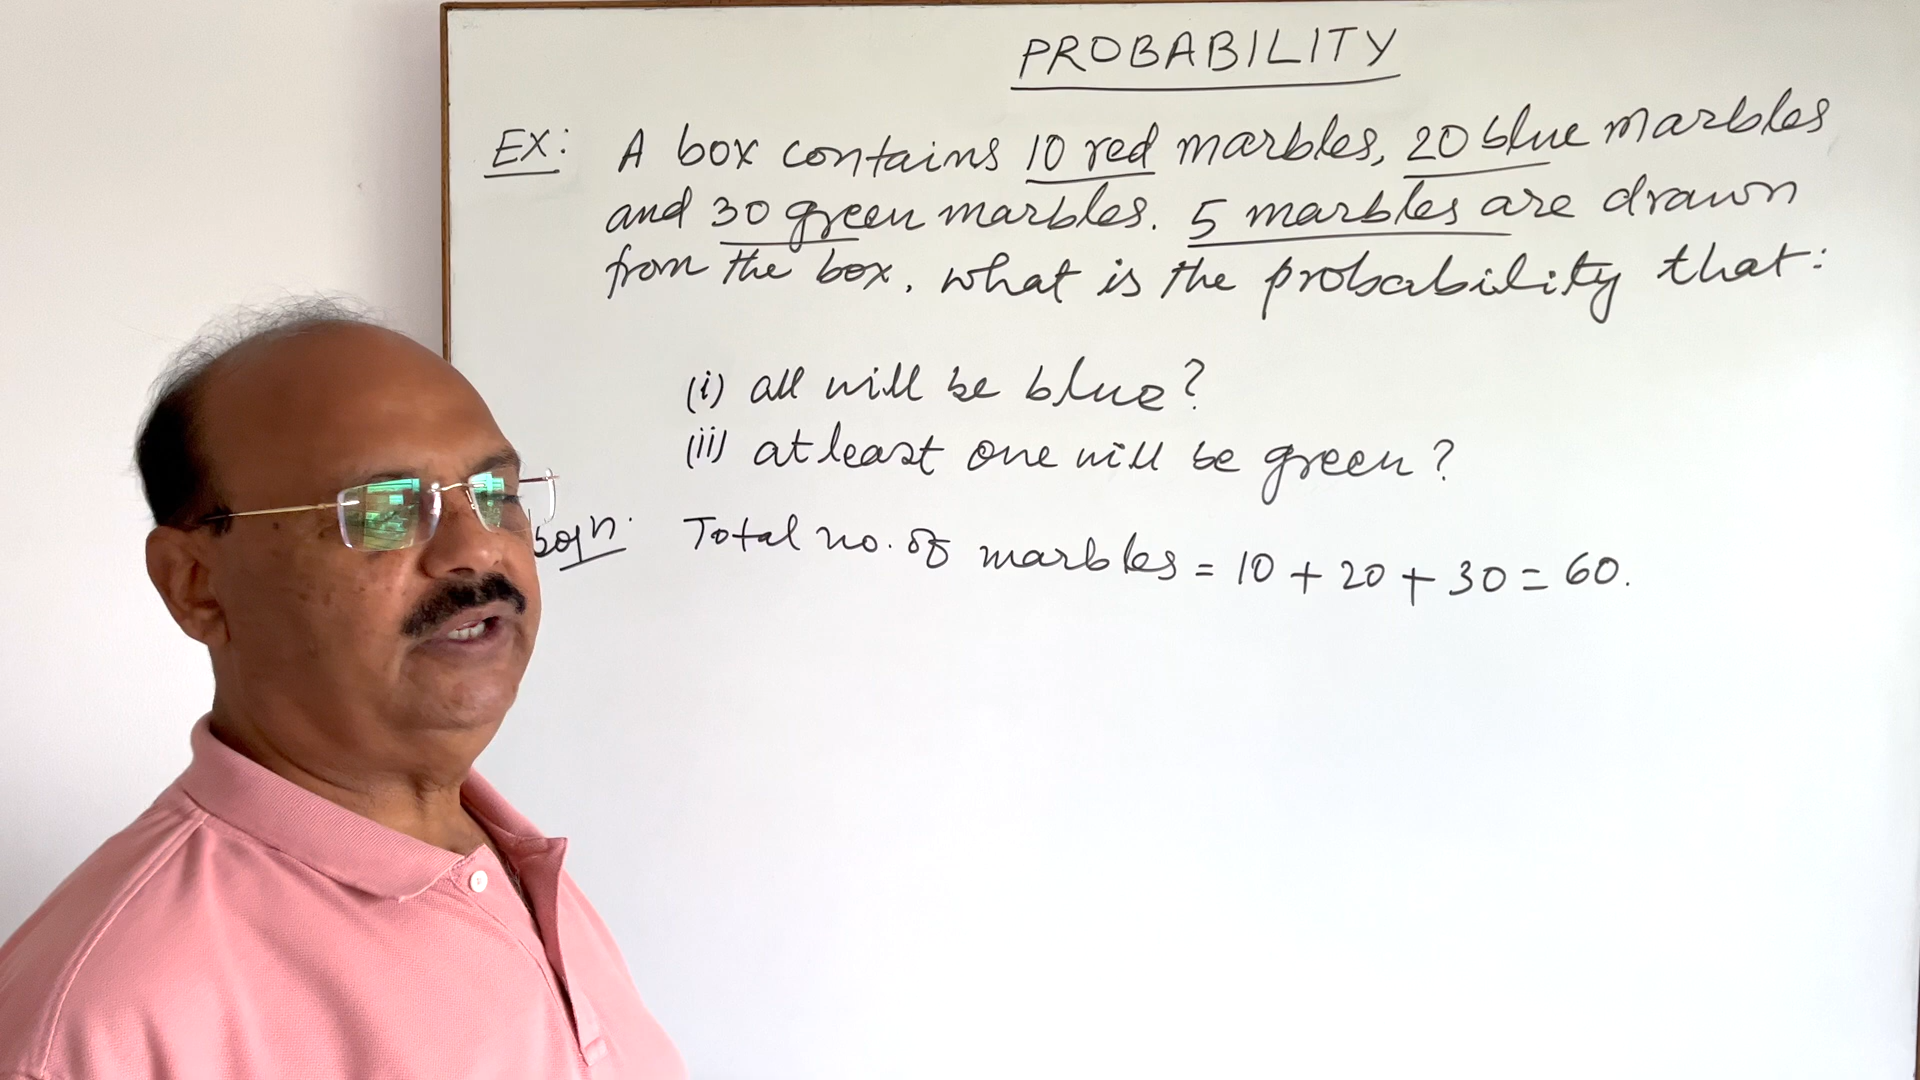 PROBABILITY
EX: A box contains 10 red marbles, 20 blue marbles
and 30 green marbles. 5 marbles are drawn
from the box, what is the probability that:
(i) all will be blue?
(ii) atleast one will be green?
Soln. Total no. of marbles = 10 + 20 + 30 = 60.